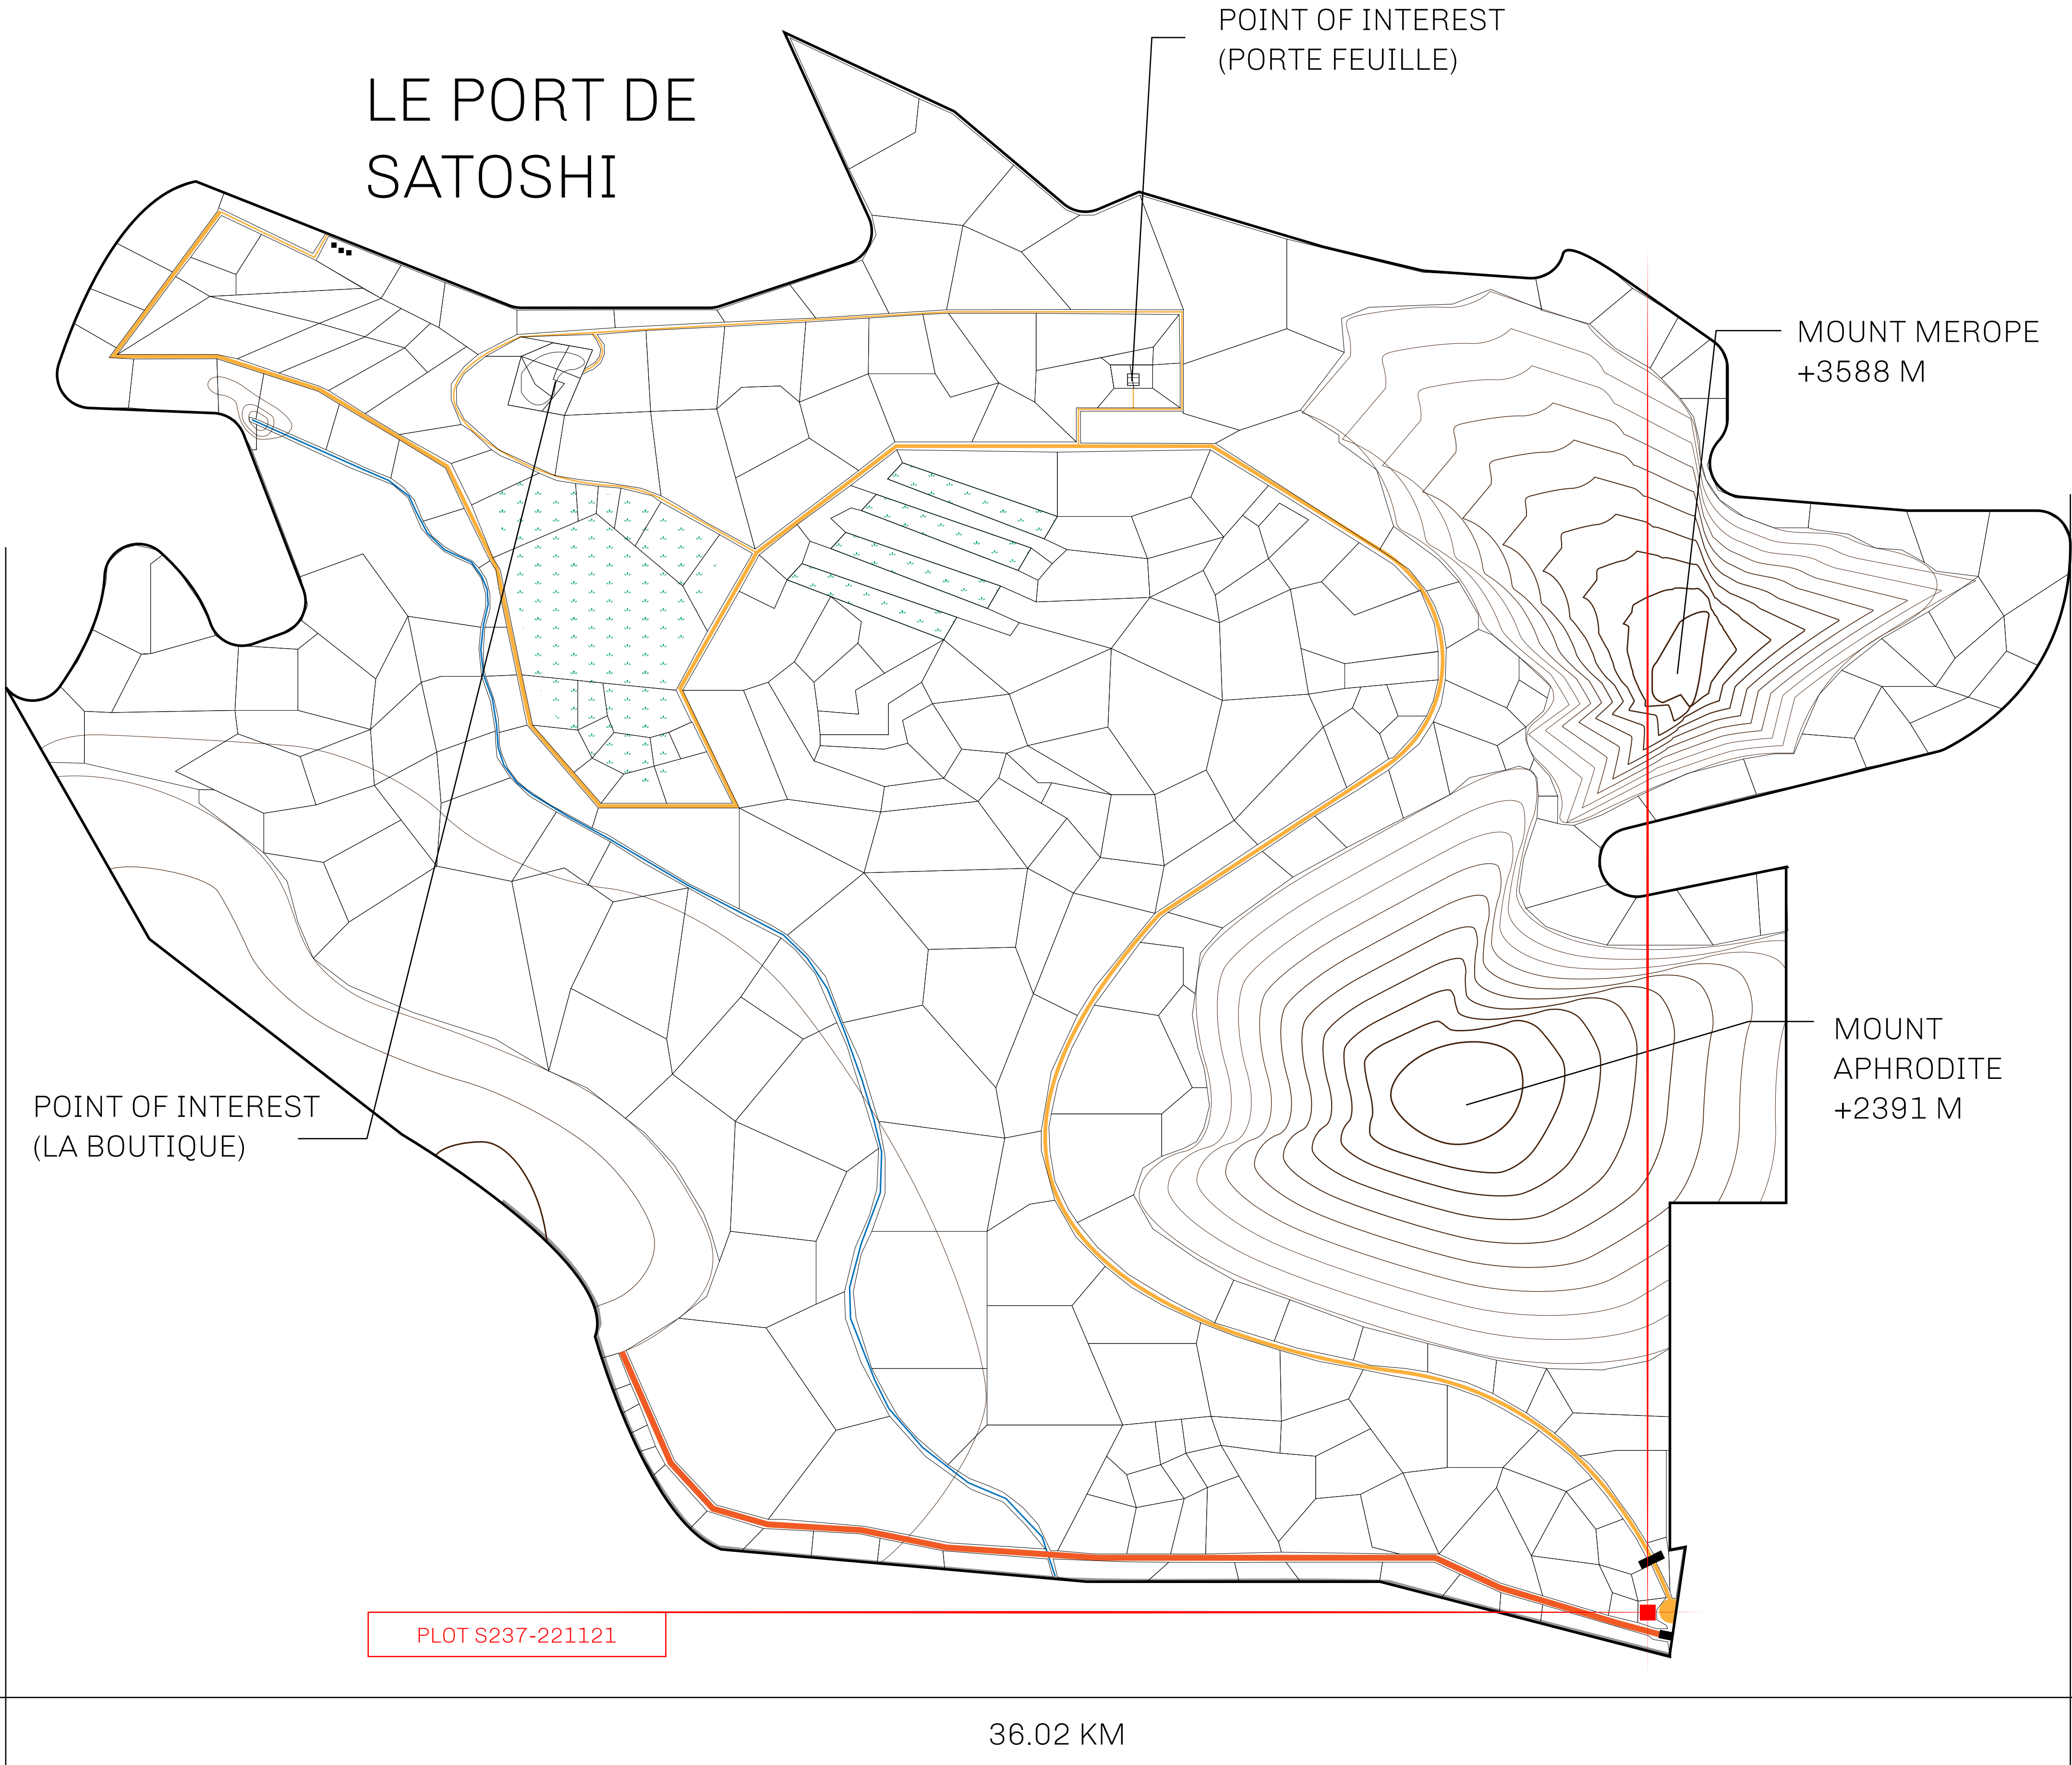 POINT OF INTEREST
(PORTE FEUILLE)
LE PORT DE
SATOSHI
MOUNT MEROPE
+3588 M
MOUNT
APHRODITE
+2391 M
POINT OF INTEREST
(LA BOUTIQUE)
PLOT S237-221121
36.02 KM